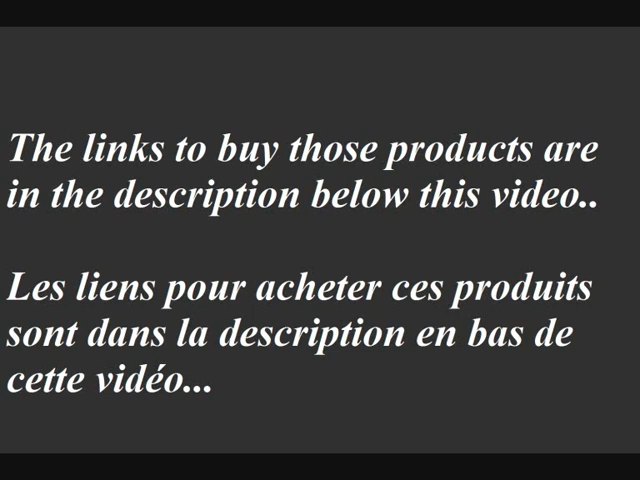 The links to buy those products are
in the description below this video..
Les liens pour acheter ces produits
sont dans la description en bas de
cette vidéo...